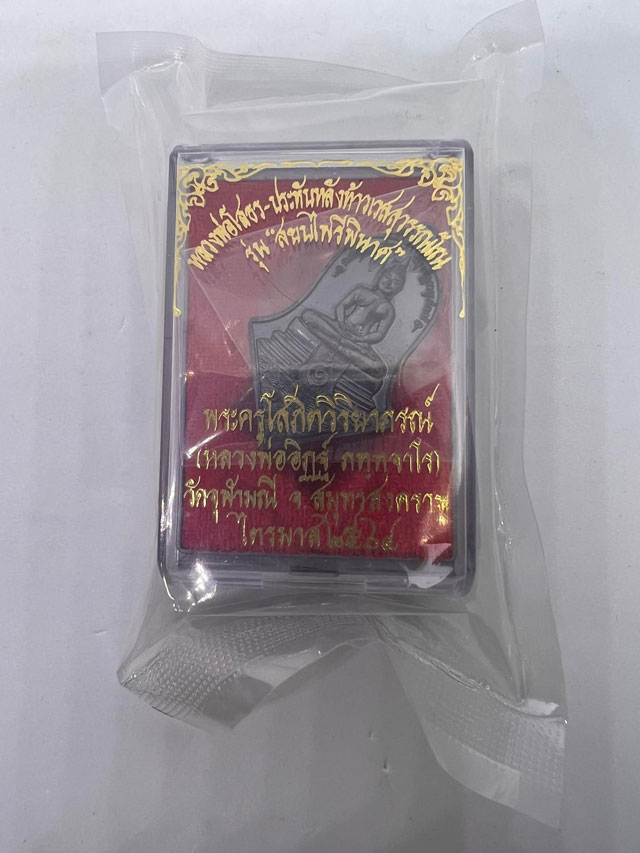 หลวงพ่อโสธร-ประทับหลังท้าวเวสสุวรรณโณ
รุ่น "สมปไพรีพินาศ"
พระครูโสภิตวิริยาภรณ์
(หลวงพ่ออิฏฐ์ ภทฺทจาโร)
วัดจุฬามณี จ.สมุทรสงคราม
ไตรมาส ๒๕๖๔